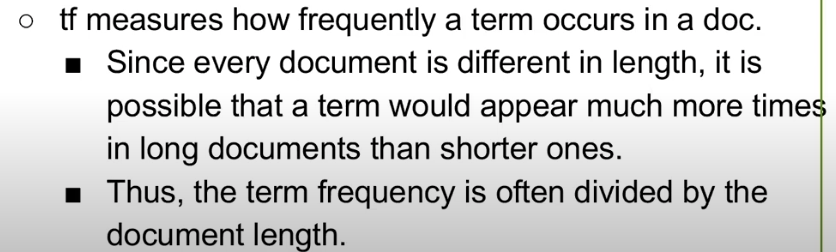 ○ tf measures how frequently a term occurs in a doc.
■ Since every document is different in length, it is
possible that a term would appear much more times
in long documents than shorter ones.
■ Thus, the term frequency is often divided by the
document length.